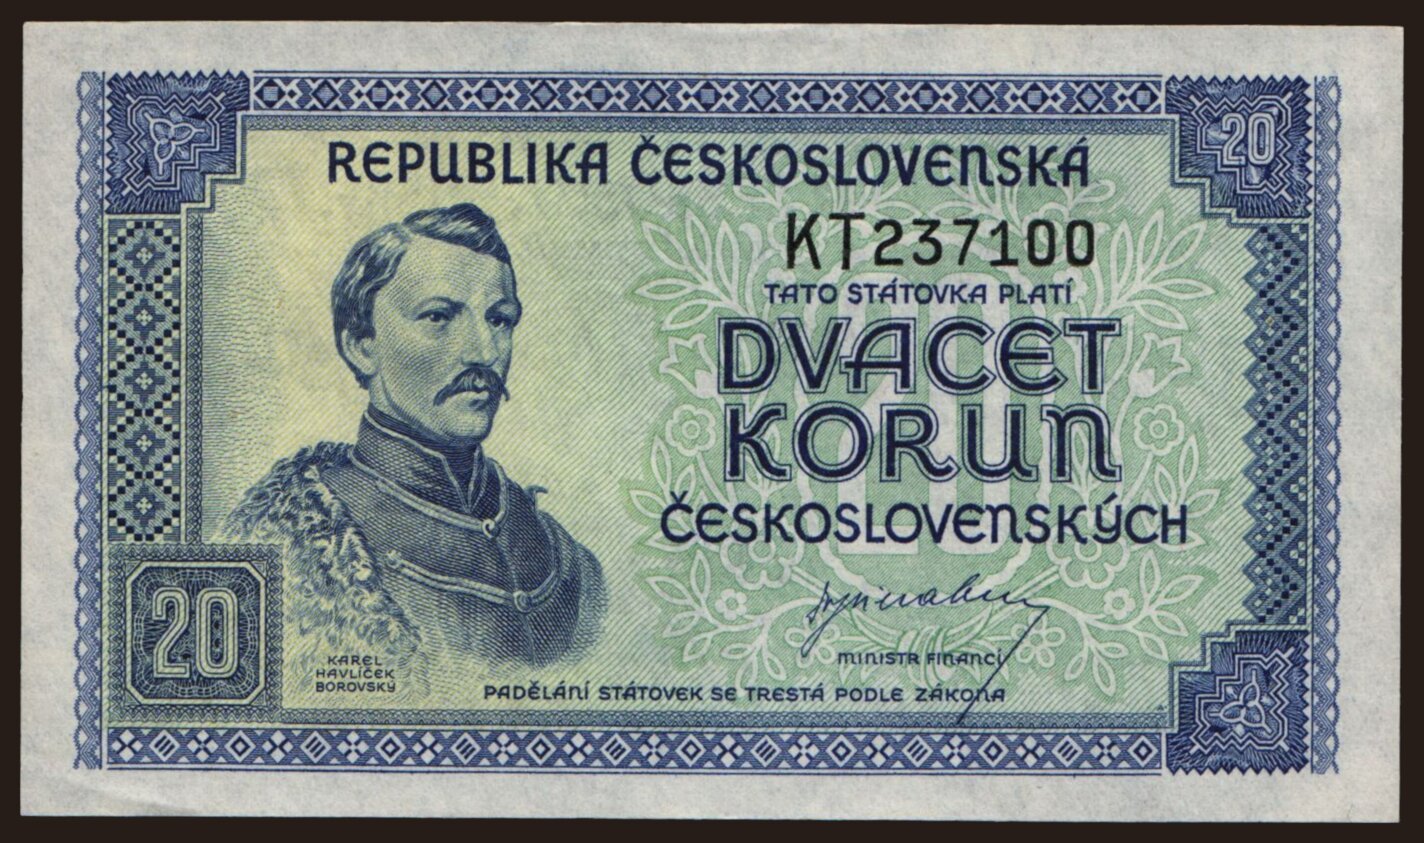 REPUBLIKA ČESKOSLOVENSKÁ
20
KT237100
TATO STÁTOVKA PLATÍ
DVACET
KORUN
ČESKOSLOVENSKÝCH
20
20
MINISTR FINANCÍ
KAREL
HAVLÍČEK
BOROVSKÝ
PADĚLÁNÍ STÁTOVEK SE TRESTÁ PODLE ZÁKONA